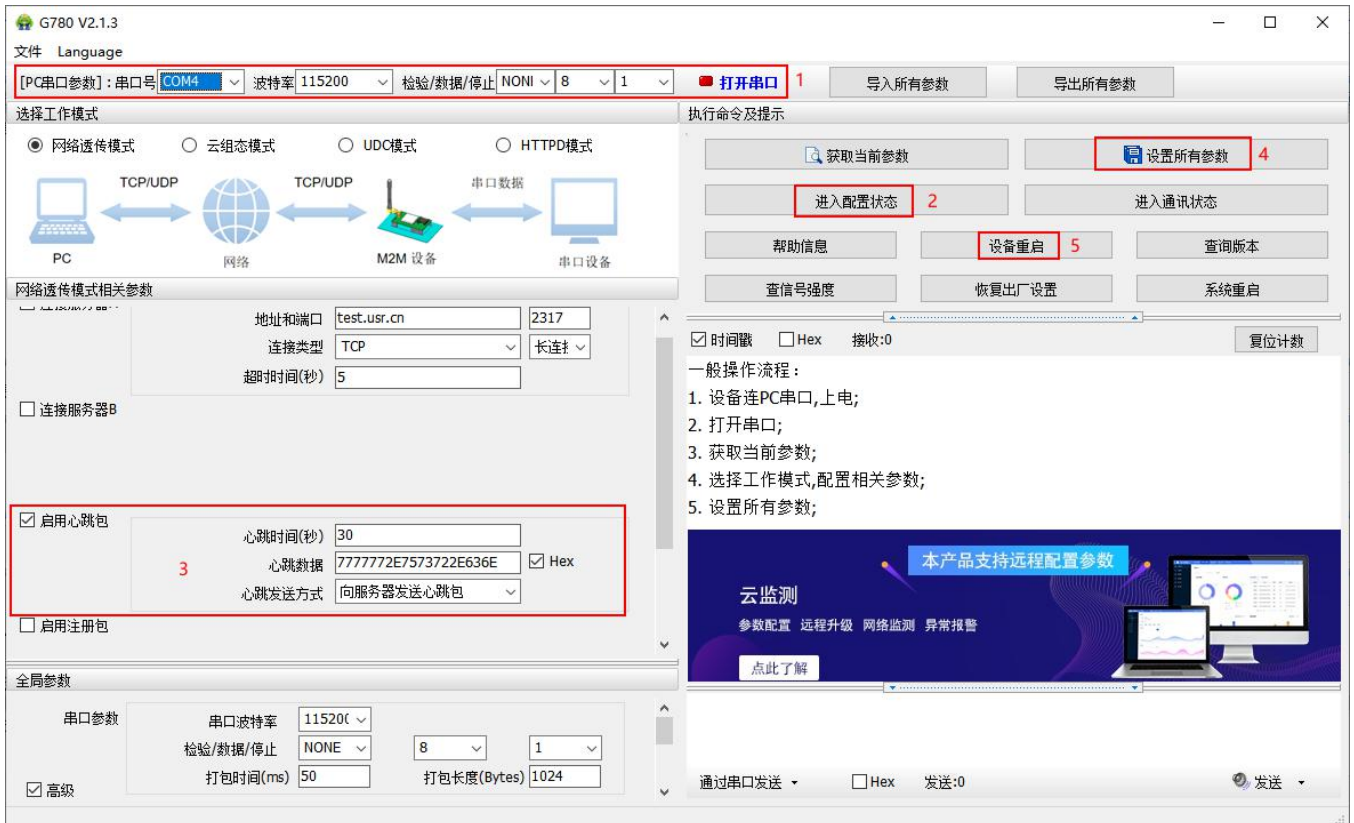 G780 V2.1.3
文件 Language
[PC串口参数]：串口号 COM4 波特率 115200 检验/数据/停止 NONI 8 1 打开串口 1 导入所有参数 导出所有参数
选择工作模式
网络透传模式 云组态模式 UDC模式 HTTPD模式
TCP/UDP TCP/UDP 串口数据
PC 网络 M2M 设备 串口设备
网络透传模式相关参数
地址和端口 test.usr.cn 2317
连接类型 TCP 长连接
超时时间(秒) 5
连接服务器B
启用心跳包
心跳时间(秒) 30
3 心跳数据 7777772E7573722E636E Hex
心跳发送方式 向服务器发送心跳包
启用注册包
全局参数
串口参数 串口波特率 115200
检验/数据/停止 NONE 8 1
打包时间(ms) 50 打包长度(Bytes) 1024
高级
执行命令及提示
获取当前参数 设置所有参数 4
进入配置状态 2 进入通讯状态
帮助信息 设备重启 5 查询版本
查信号强度 恢复出厂设置 系统重启
时间戳 Hex 接收:0 复位计数
一般操作流程：
1. 设备连PC串口,上电;
2. 打开串口;
3. 获取当前参数;
4. 选择工作模式,配置相关参数;
5. 设置所有参数;
本产品支持远程配置参数
云监测
参数配置 远程升级 网络监测 异常报警
点此了解
通过串口发送 Hex 发送:0 发送